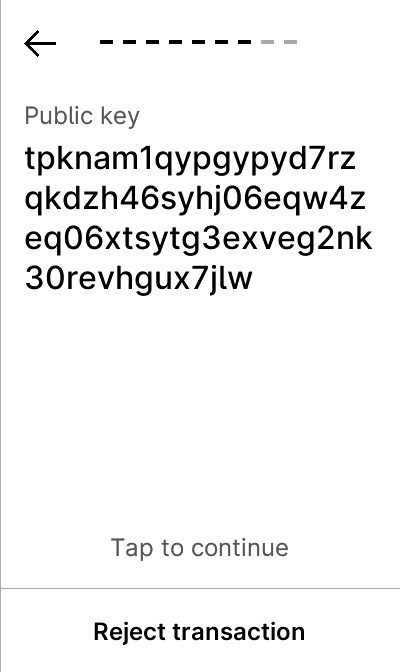 Public key
tpknam1qypgypyd7rz
qkdzh46syhj06eqw4z
eq06xtsytg3exveg2nk
30revhgux7jlw
Tap to continue
Reject transaction